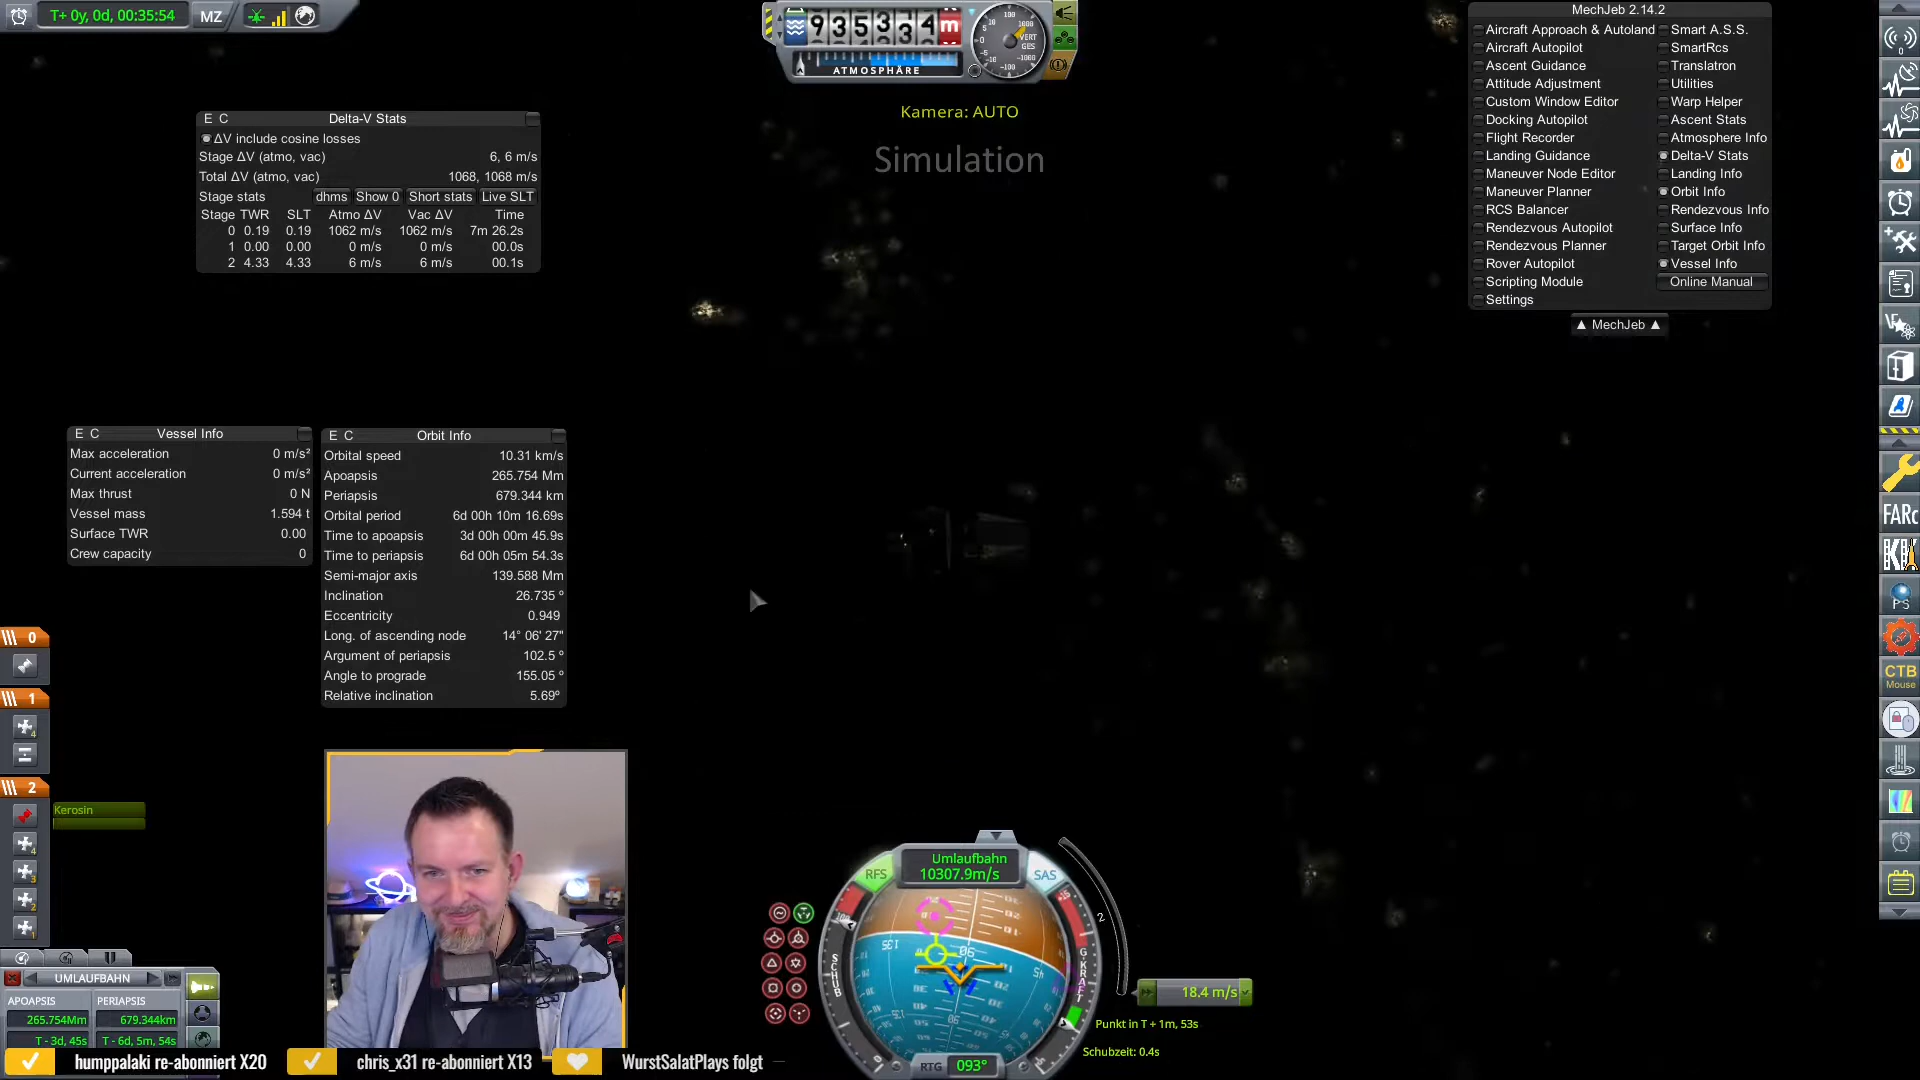 T+ 0y, 0d, 00:35:54
MZ
935334 m
ATMOSPHÄRE
VERT
GES
Kamera: AUTO
Simulation
MechJeb 2.14.2
Aircraft Approach & Autoland
Smart A.S.S.
Aircraft Autopilot
SmartRcs
Ascent Guidance
Translatron
Attitude Adjustment
Utilities
Custom Window Editor
Warp Helper
Docking Autopilot
Ascent Stats
Flight Recorder
Atmosphere Info
Landing Guidance
Delta-V Stats
Maneuver Node Editor
Landing Info
Maneuver Planner
Orbit Info
RCS Balancer
Rendezvous Info
Rendezvous Autopilot
Surface Info
Rendezvous Planner
Target Orbit Info
Rover Autopilot
Vessel Info
Scripting Module
Online Manual
Settings
▲ MechJeb ▲
E C Delta-V Stats
ΔV include cosine losses
Stage ΔV (atmo, vac) 6, 6 m/s
Total ΔV (atmo, vac) 1068, 1068 m/s
Stage stats dhms Show 0 Short stats Live SLT
Stage TWR SLT Atmo ΔV Vac ΔV Time
0 0.19 0.19 1062 m/s 1062 m/s 7m 26.2s
1 0.00 0.00 0 m/s 0 m/s 00.0s
2 4.33 4.33 6 m/s 6 m/s 00.1s
E C Vessel Info
Max acceleration 0 m/s²
Current acceleration 0 m/s²
Max thrust 0 N
Vessel mass 1.594 t
Surface TWR 0.00
Crew capacity 0
E C Orbit Info
Orbital speed 10.31 km/s
Apoapsis 265.754 Mm
Periapsis 679.344 km
Orbital period 6d 00h 10m 16.69s
Time to apoapsis 3d 00h 00m 45.9s
Time to periapsis 6d 00h 05m 54.3s
Semi-major axis 139.588 Mm
Inclination 26.735 º
Eccentricity 0.949
Long. of ascending node 14° 06' 27"
Argument of periapsis 102.5 º
Angle to prograde 155.05 º
Relative inclination 5.69º
FARc
PS
CTB
Mouse
0
1
2
Kerosin
UMLAUFBAHN
APOAPSIS PERIAPSIS
265.754Mm 679.344km
T - 3d, 45s T - 6d, 5m, 54s
RFS
Umlaufbahn
10307.9m/s
SAS
SCHUB
G-KRAFT
RTG 093°
18.4 m/s
Punkt in T + 1m, 53s
Schubzeit: 0.4s
humppalaki re-abonniert X20
chris_x31 re-abonniert X13
WurstSalatPlays folgt